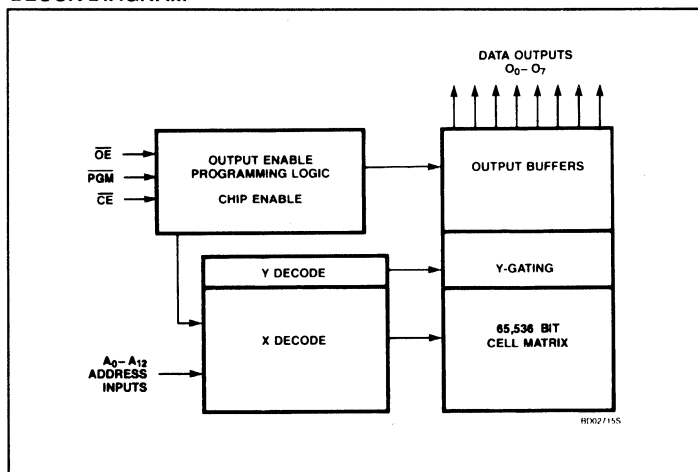 DATA OUTPUTS
O₀–O₇
OE
PGM
CE
OUTPUT ENABLE
PROGRAMMING LOGIC
CHIP ENABLE
OUTPUT BUFFERS
Y DECODE
Y-GATING
X DECODE
65,536 BIT
CELL MATRIX
A₀–A₁₂
ADDRESS
INPUTS
BD02715S